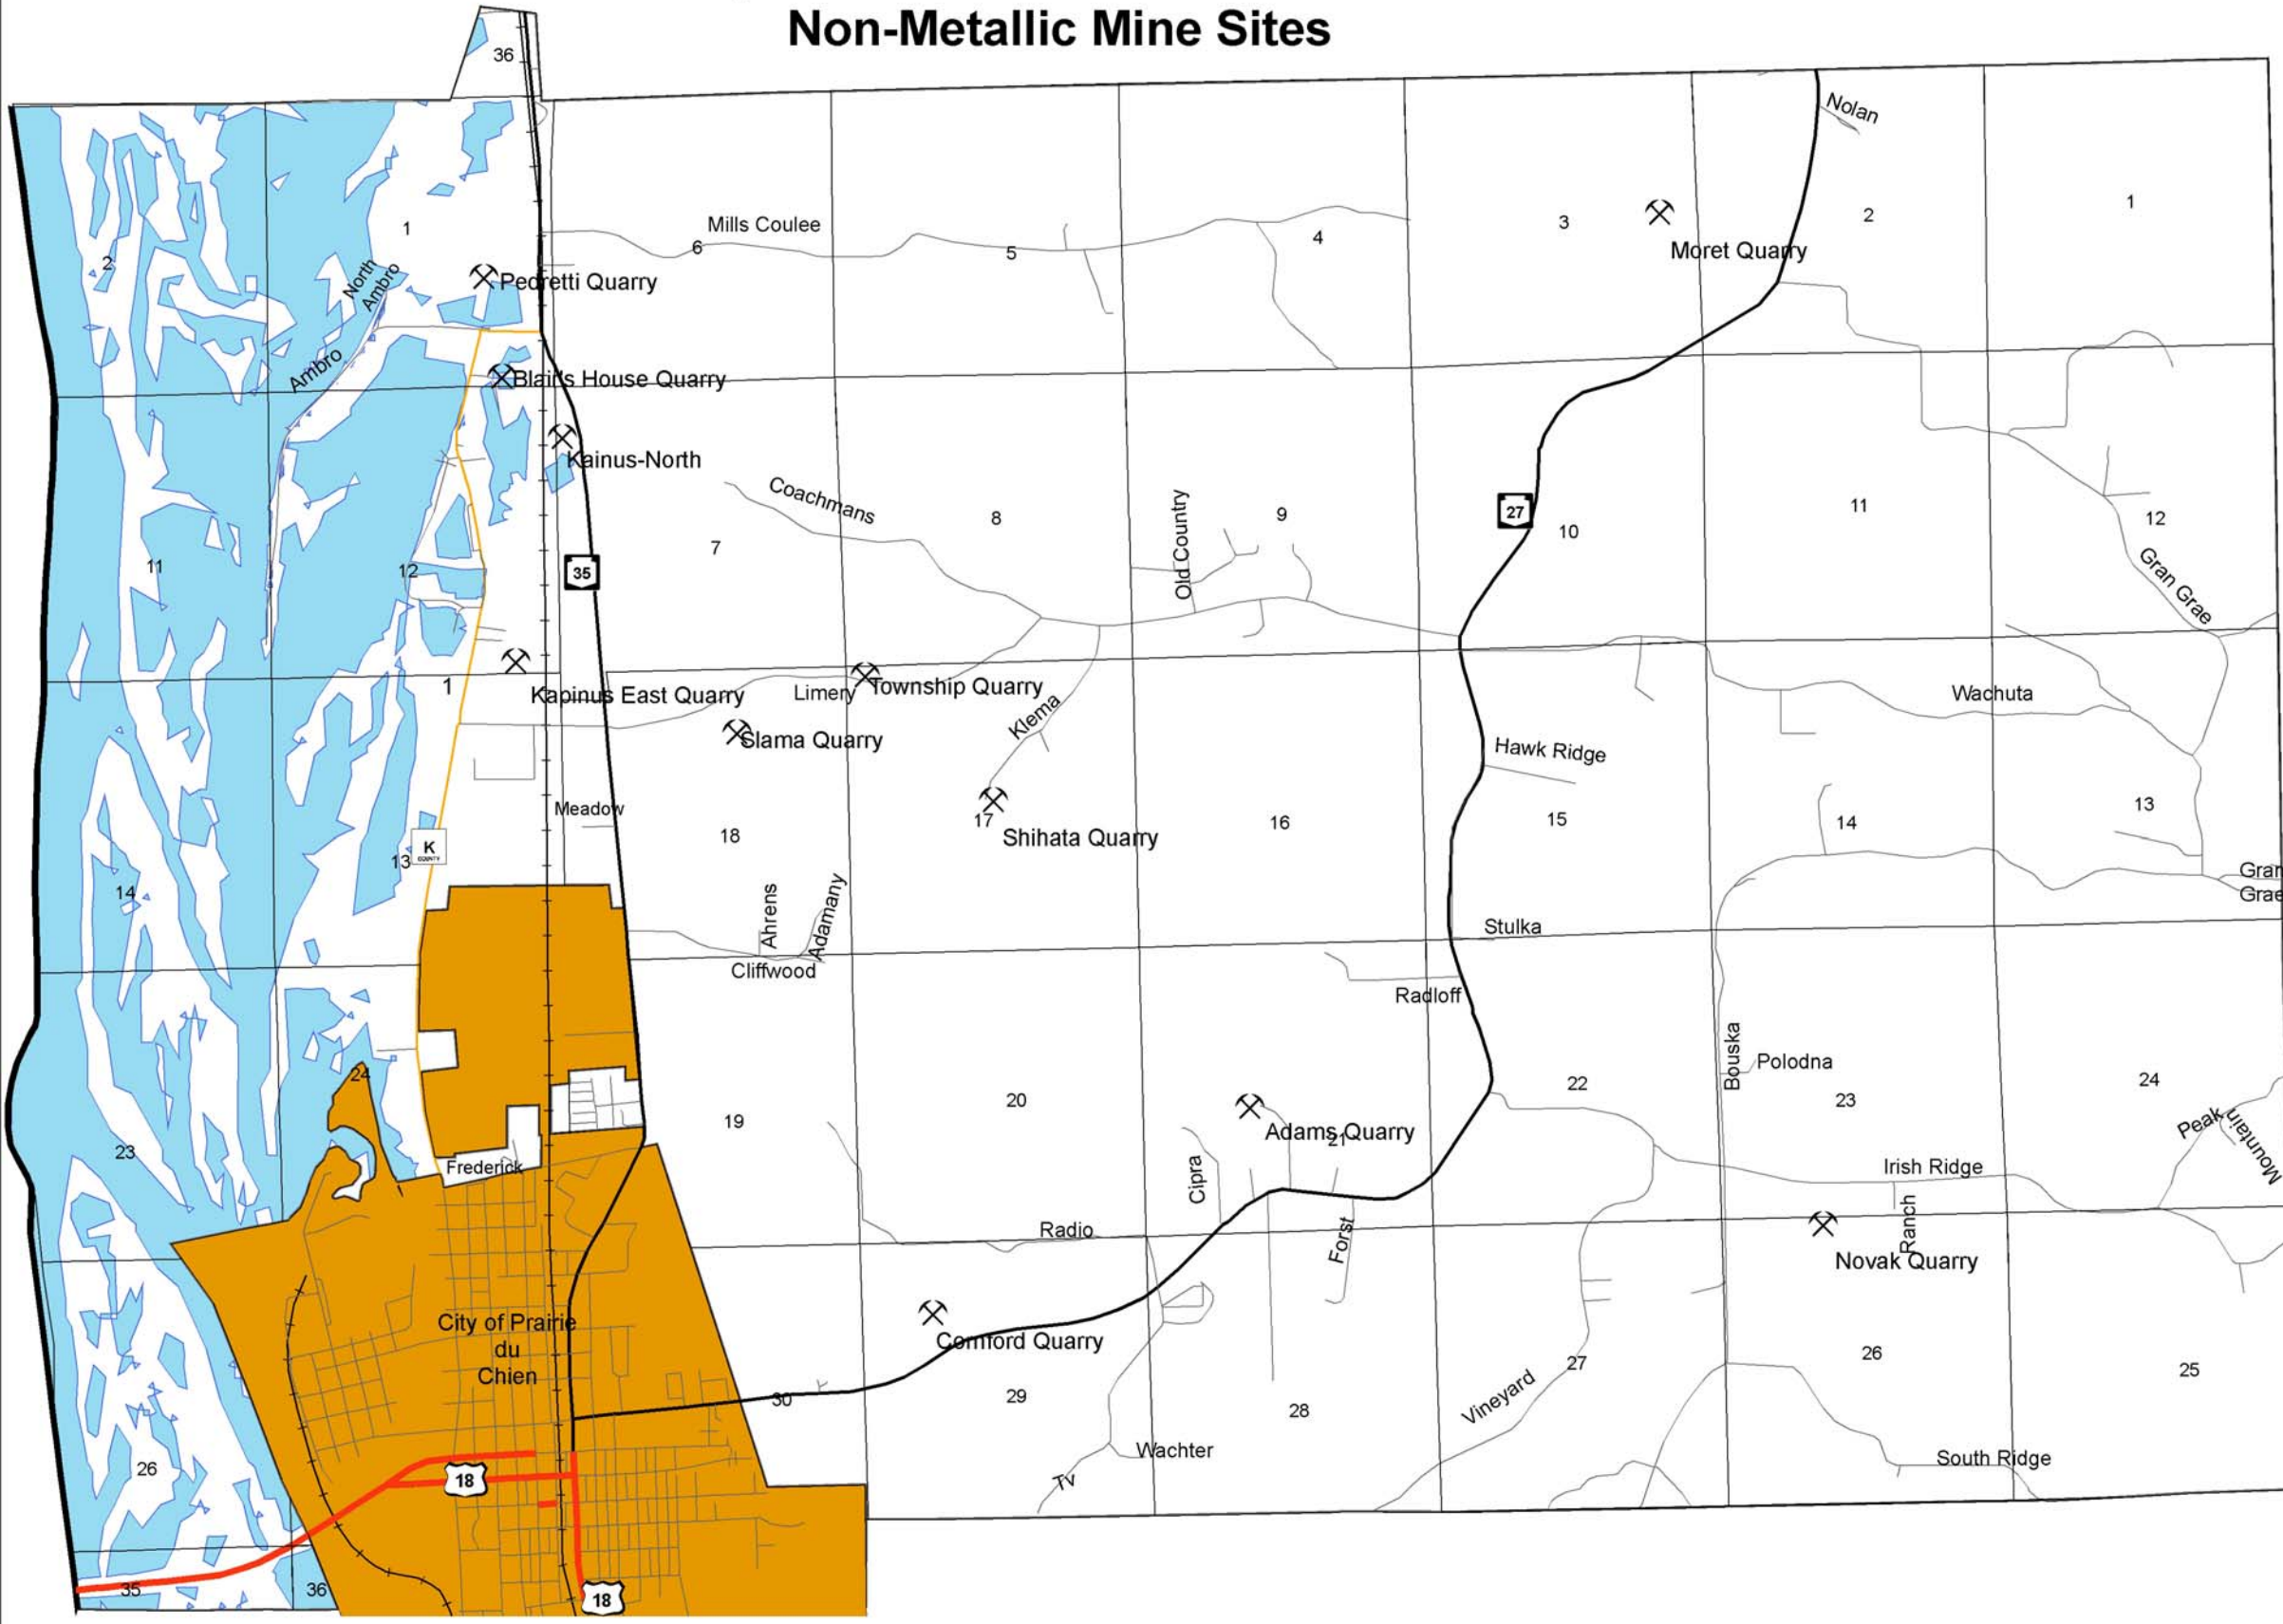 Non-Metallic Mine Sites
36
Nolan
1
2
3
4
5
6
Mills Coulee
1
2
North
Ambro
Pedretti Quarry
Moret Quarry
Ambro
Blair's House Quarry
Kainus-North
Coachmans
Old Country
27
7
8
9
10
11
12
Gran Grae
11
12
35
1
Kapinus East Quarry
Limery
Township Quarry
Klema
Slama Quarry
Hawk Ridge
Wachuta
Meadow
18
17
Shihata Quarry
16
15
14
13
K
COUNTY
13
14
Gran
Grae
Ahrens
Adamany
Cliffwood
Stulka
Radloff
Bouska
Polodna
24
23
19
20
Adams Quarry
21
22
23
24
Peak
Mountain
Frederick
Cipra
Irish Ridge
Ranch
Radio
Forst
Novak Quarry
City of Prairie
du
Chien
Comford Quarry
30
29
28
27
26
25
Vineyard
Wachter
Tv
South Ridge
26
18
35
36
18